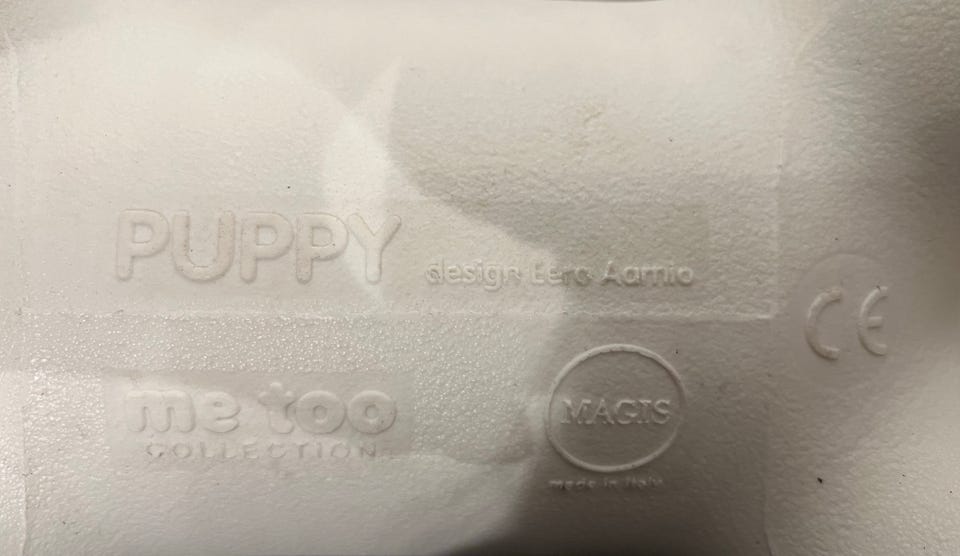 PUPPY design Eero Aarnio
CE
me too
COLLECTION
MAGIS
made in Italy